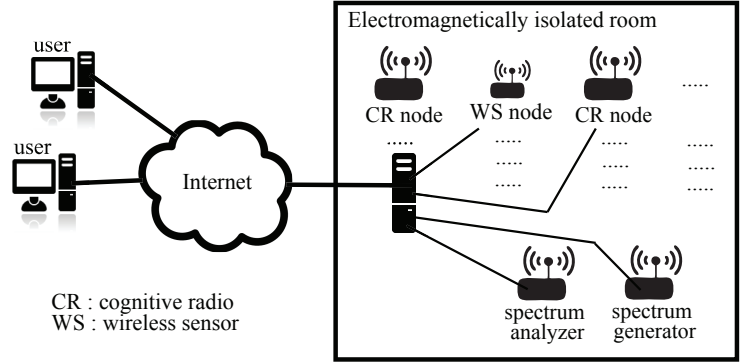 Electromagnetically isolated room
user
CR node
WS node
CR node
.....
user
.....
.....
.....
.....
Internet
.....
.....
.....
.....
.....
.....
CR : cognitive radio
WS : wireless sensor
spectrum
analyzer
spectrum
generator